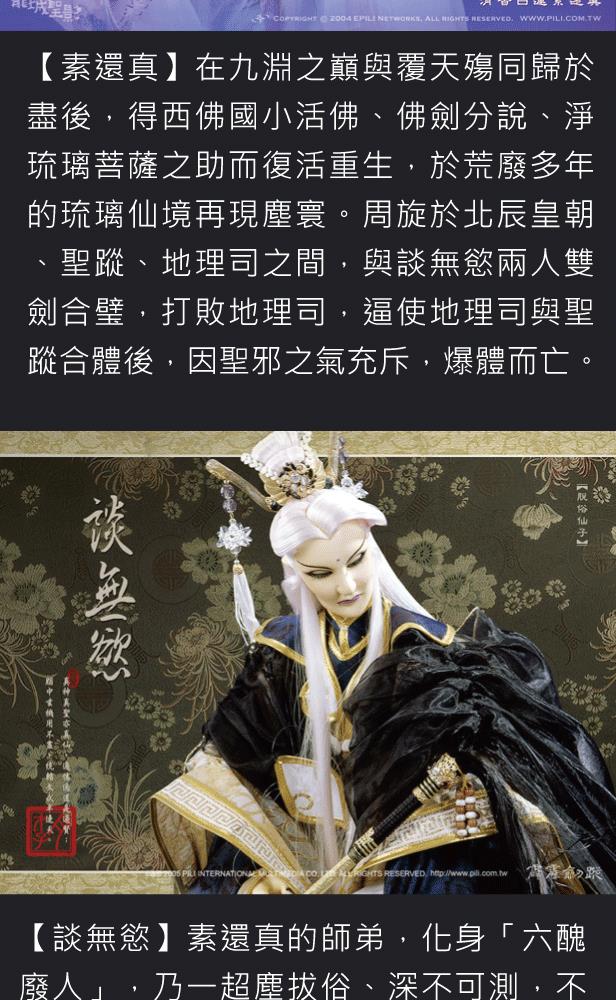 COPYRIGHT © 2004 EPILI NETWORKS, ALL RIGHTS RESERVED. WWW.PILI.COM.TW
【素還真】在九淵之巔與覆天殤同歸於
盡後，得西佛國小活佛、佛劍分說、淨
琉璃菩薩之助而復活重生，於荒廢多年
的琉璃仙境再現塵寰。周旋於北辰皇朝
、聖蹤、地理司之間，與談無慾兩人雙
劍合璧，打敗地理司，逼使地理司與聖
蹤合體後，因聖邪之氣充斥，爆體而亡。
【脫俗仙子】
談無慾
2005 PILI INTERNATIONAL MULTIMEDIA CO. LTD. ALL RIGHTS RESERVED. http://www.pili.com.tw
【談無慾】素還真的師弟，化身「六醜
廢人」，乃一超塵拔俗、深不可測，不